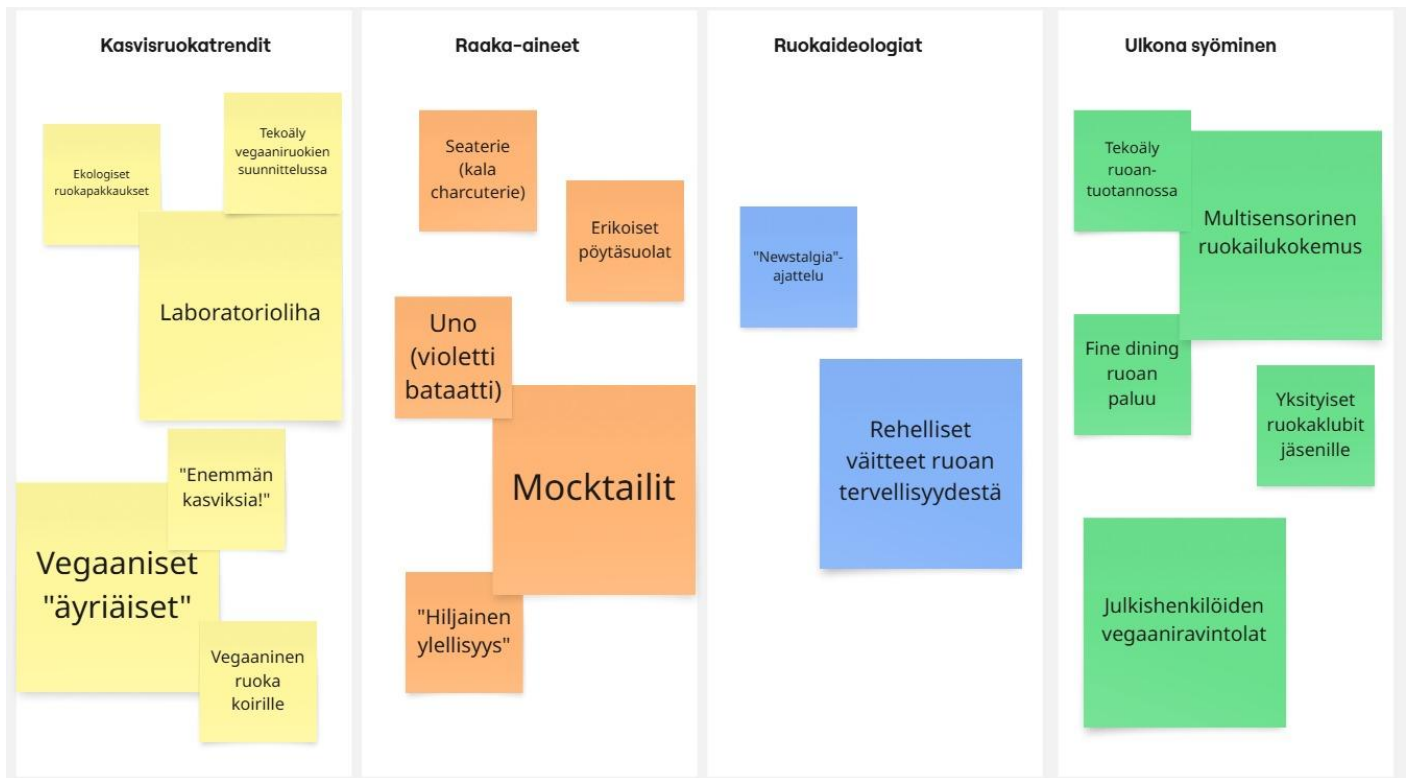 Kasvisruokatrendit
Ekologiset
ruokapakkaukset
Tekoäly
vegaaniruokien
suunnittelussa
Laboratorioliha
"Enemmän
kasviksia!"
Vegaaniset
"äyriäiset"
Vegaaninen
ruoka
koirille
Raaka-aineet
Seaterie
(kala
charcuterie)
Erikoiset
pöytäsuolat
Uno
(violetti
bataatti)
Mocktailit
"Hiljainen
ylellisyys"
Ruokaideologiat
"Newstalgia"-
ajattelu
Rehelliset
väitteet ruoan
tervellisyydestä
Ulkona syöminen
Tekoäly
ruoan-
tuotannossa
Multisensorinen
ruokailukokemus
Fine dining
ruoan
paluu
Yksityiset
ruokaklubit
jäsenille
Julkishenkilöiden
vegaaniravintolat